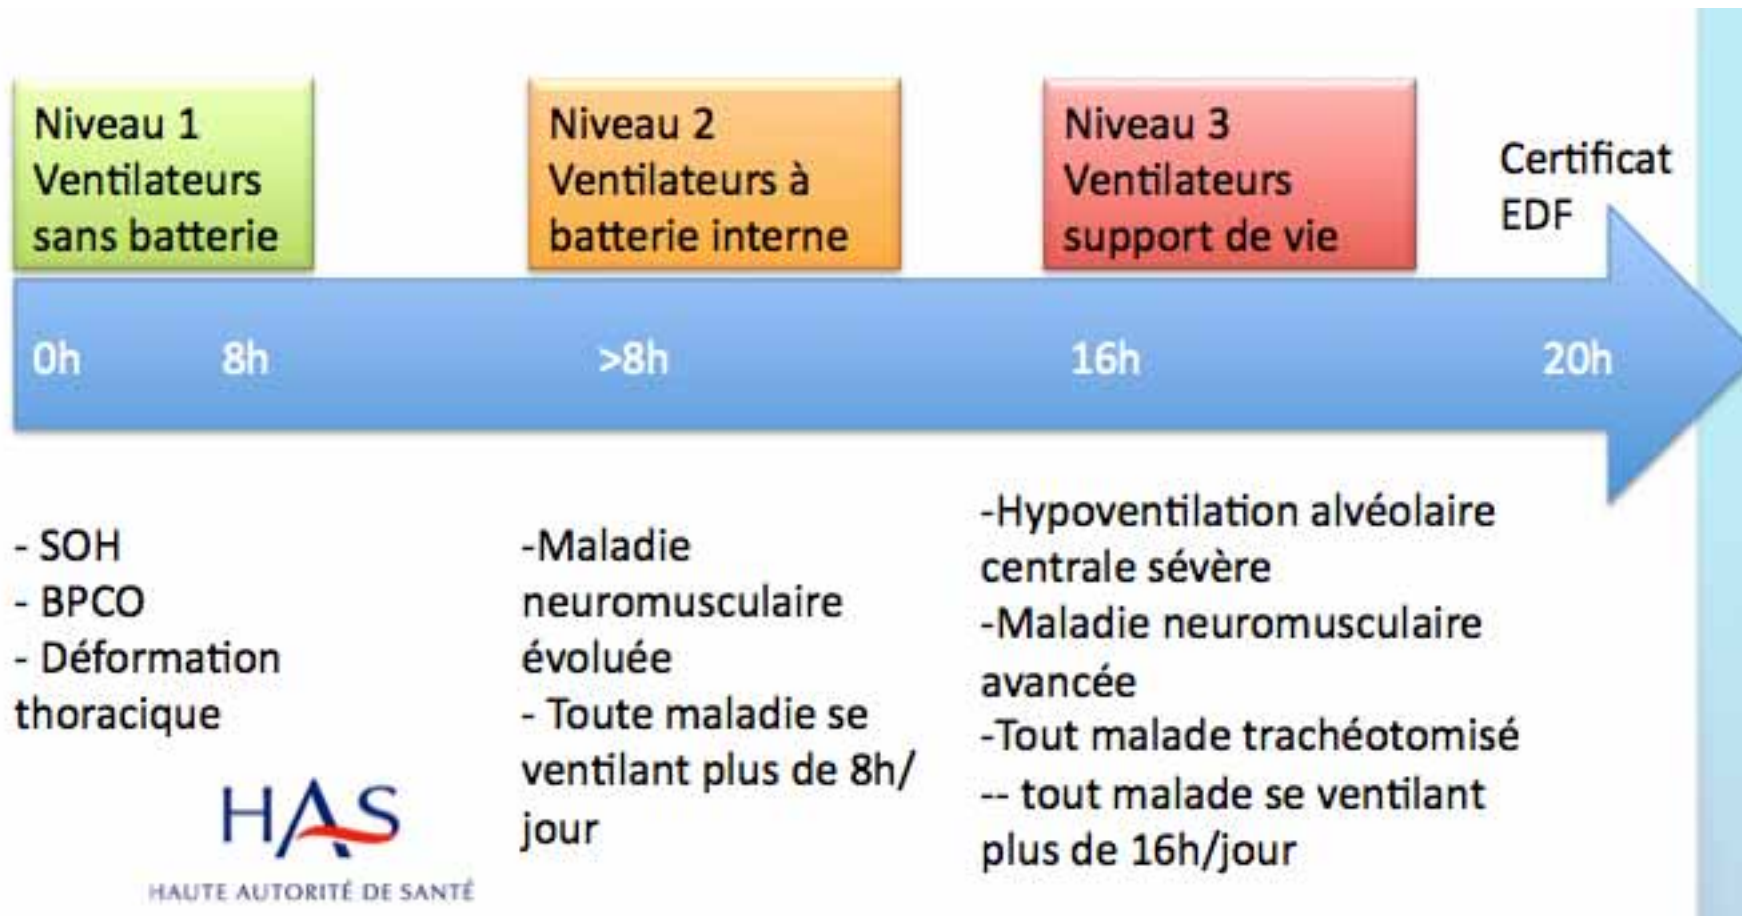 Niveau 1
Ventilateurs
sans batterie
Niveau 2
Ventilateurs à
batterie interne
Niveau 3
Ventilateurs
support de vie
Certificat
EDF
0h
8h
>8h
16h
20h
- SOH
- BPCO
- Déformation
thoracique
-Maladie
neuromusculaire
évoluée
- Toute maladie se
ventilant plus de 8h/
jour
-Hypoventilation alvéolaire
centrale sévère
-Maladie neuromusculaire
avancée
-Tout malade trachéotomisé
-- tout malade se ventilant
plus de 16h/jour
HAS
HAUTE AUTORITÉ DE SANTÉ